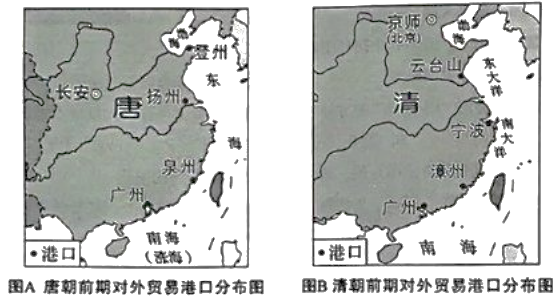 渤海
登州
东海
长安
唐
扬州
泉州
广州
南海
(涨海)
港口
图A 唐朝前期对外贸易港口分布图
京师
(北京)
渤海
云台山
东大洋
清
宁波
南大洋
漳州
广州
南海
港口
图B 清朝前期对外贸易港口分布图